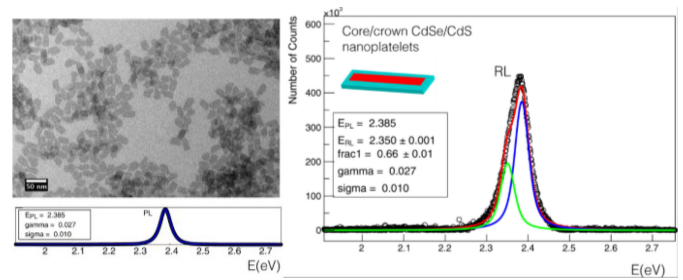 50 nm
E_PL = 2.385
gamma = 0.027
sigma = 0.010
PL
2 2.1 2.2 2.3 2.4 2.5 2.6 2.7
E(eV)
×10³
Number of Counts
600
500
400
300
200
100
0
Core/crown CdSe/CdS
nanoplatelets
RL
E_PL = 2.385
E_RL = 2.350 ± 0.001
frac1 = 0.66 ± 0.01
gamma = 0.027
sigma = 0.010
2 2.1 2.2 2.3 2.4 2.5 2.6 2.7
E(eV)